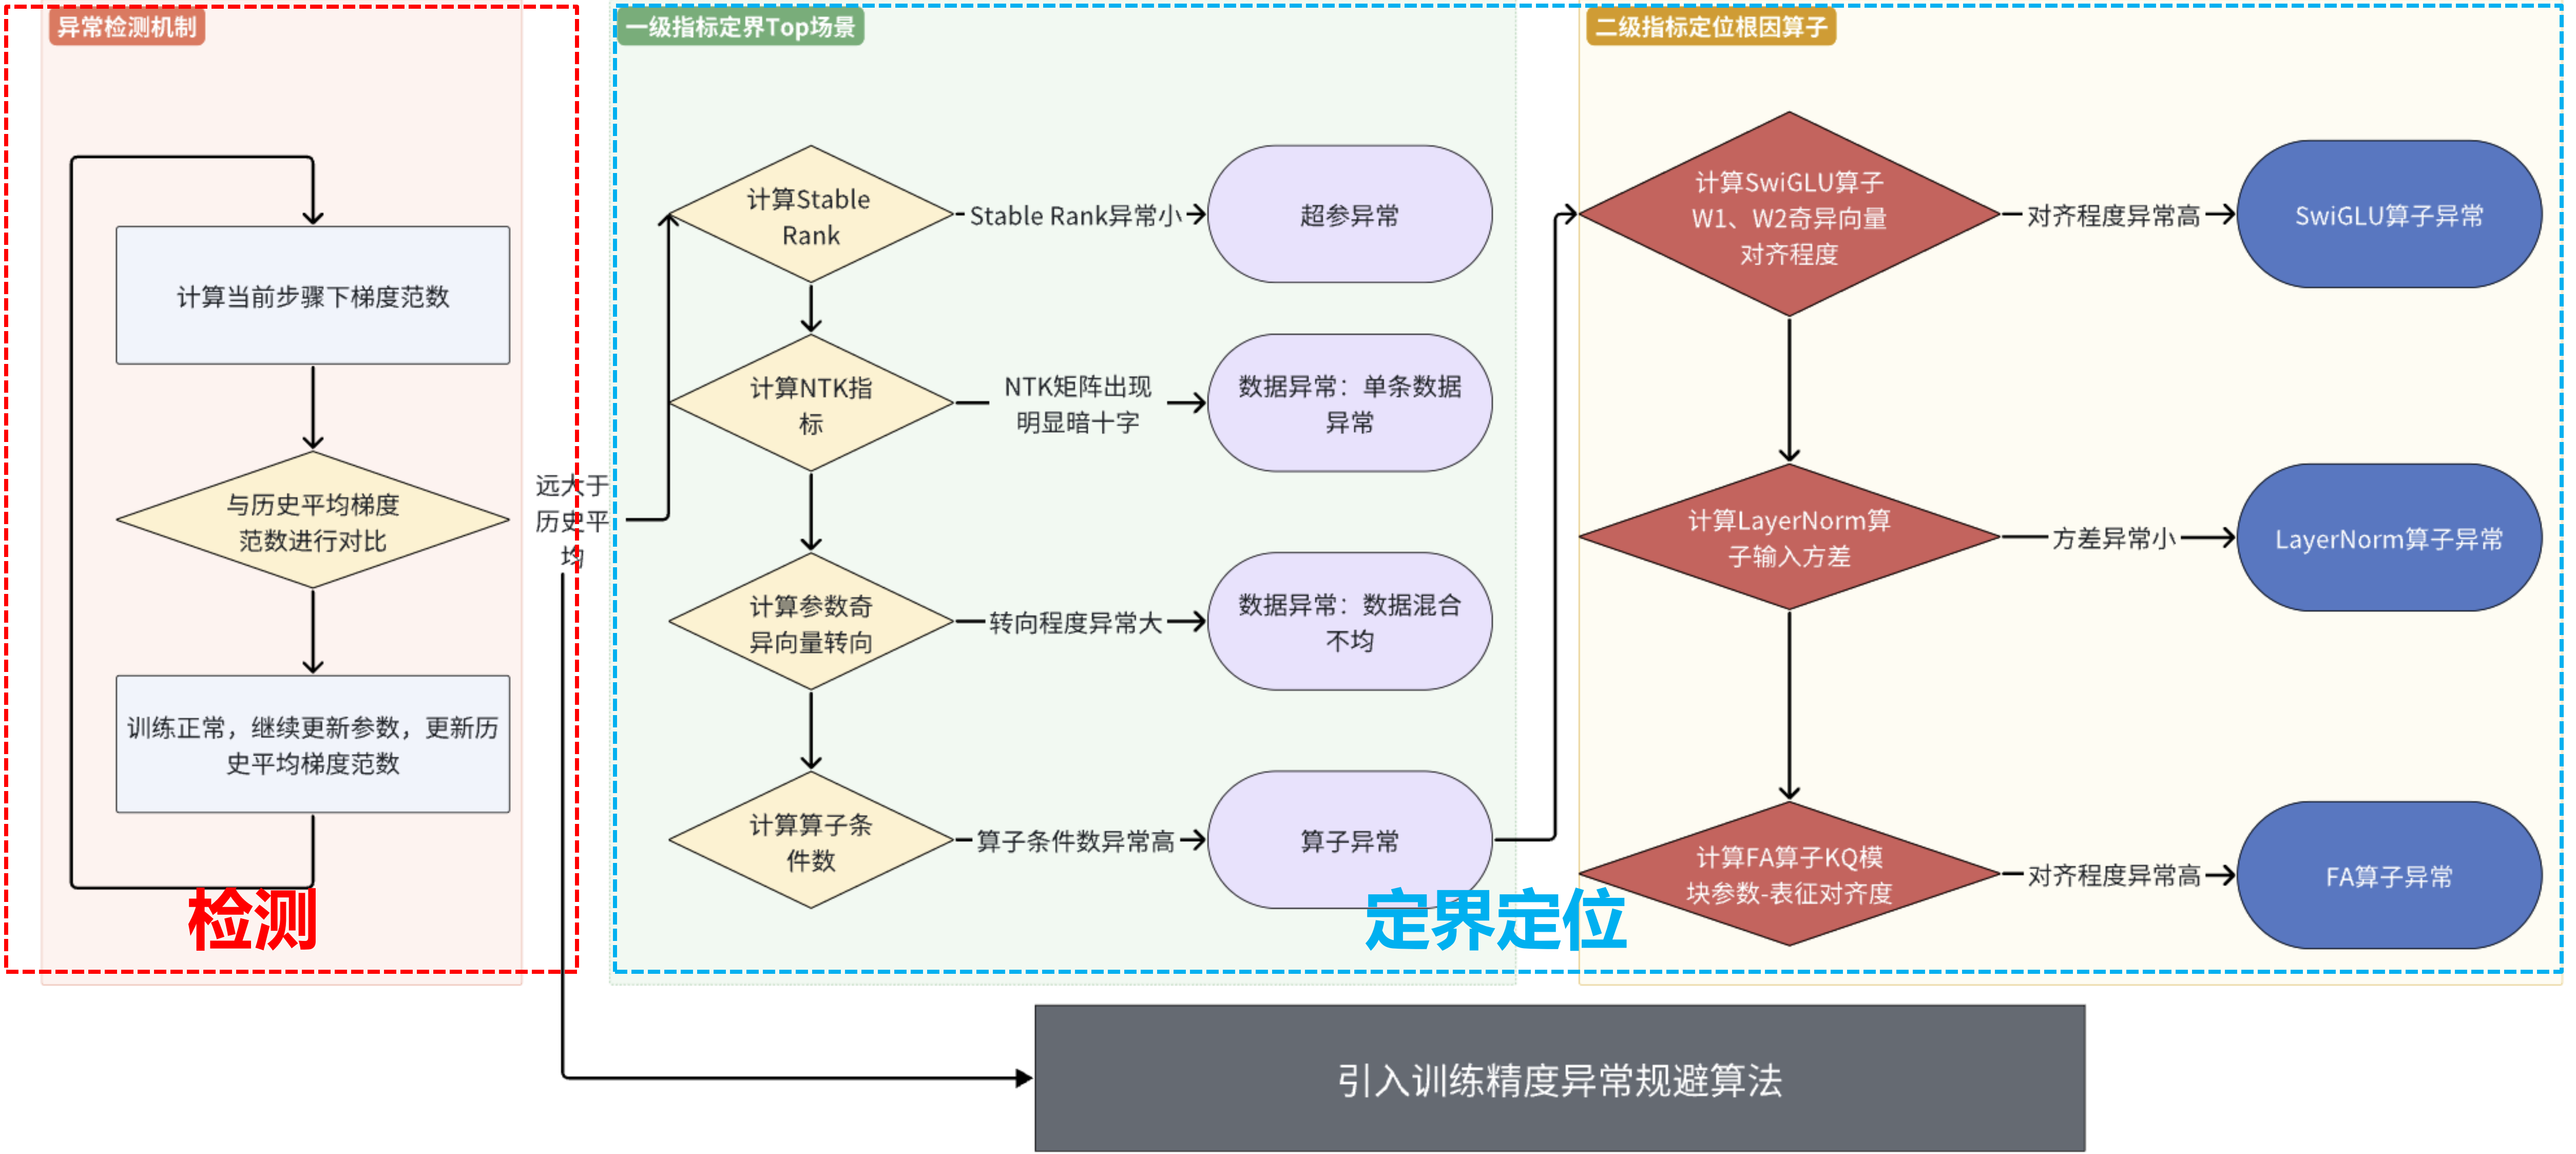 异常检测机制
计算当前步骤下梯度范数
与历史平均梯度
范数进行对比
训练正常，继续更新参数，更新历
史平均梯度范数
检测
远大于
历史平
均
一级指标定界Top场景
计算Stable
Rank
Stable Rank异常小
超参异常
计算NTK指
标
NTK矩阵出现
明显暗十字
数据异常：单条数据
异常
计算参数奇
异向量转向
转向程度异常大
数据异常：数据混合
不均
计算算子条
件数
算子条件数异常高
算子异常
定界定位
二级指标定位根因算子
计算SwiGLU算子
W1、W2奇异向量
对齐程度
对齐程度异常高
SwiGLU算子异常
计算LayerNorm算
子输入方差
方差异常小
LayerNorm算子异常
计算FA算子KQ模
块参数-表征对齐度
对齐程度异常高
FA算子异常
引入训练精度异常规避算法